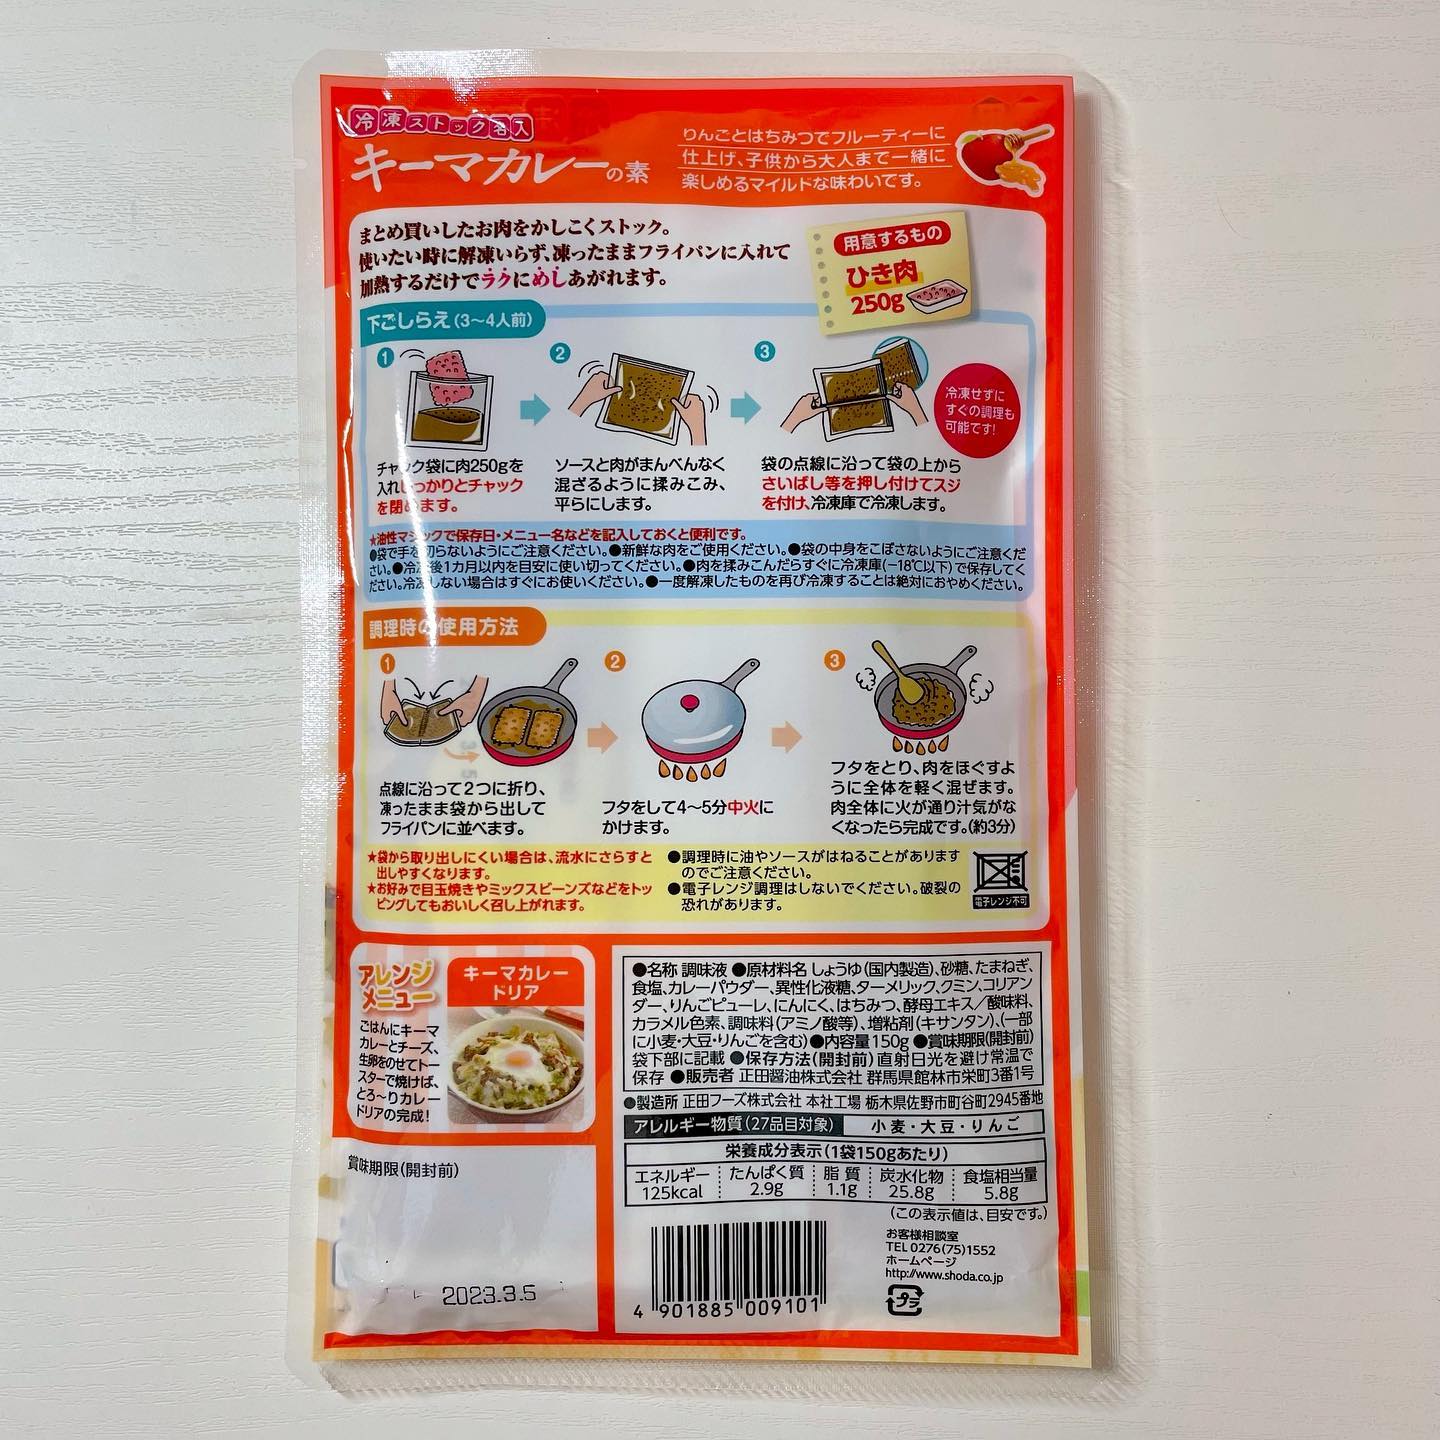 冷凍ストック名人
キーマカレーの素
りんごとはちみつでフルーティーに
仕上げ、子供から大人まで一緒に
楽しめるマイルドな味わいです。
まとめ買いしたお肉をかしこくストック。
使いたい時に解凍いらず、凍ったままフライパンに入れて
加熱するだけでラクにめしあがれます。
用意するもの
ひき肉
250g
下ごしらえ(3〜4人前)
1
2
3
冷凍せずに
すぐの調理も
可能です!
チャック袋に肉250gを
入れしっかりとチャック
を閉めます。
ソースと肉がまんべんなく
混ざるように揉みこみ、
平らにします。
袋の点線に沿って袋の上から
さいばし等を押し付けてスジ
を付け、冷凍庫で冷凍します。
★油性マジックで保存日・メニュー名などを記入しておくと便利です。
●袋で手を切らないようにご注意ください。●新鮮な肉をご使用ください。●袋の中身をこぼさないようにご注意くだ
さい。●冷凍後1カ月以内を目安に使い切ってください。●肉を揉みこんだらすぐに冷凍庫(−18℃以下)で保存してく
ださい。冷凍しない場合はすぐにお使いください。●一度解凍したものを再び冷凍することは絶対におやめください。
調理時の使用方法
1
2
3
点線に沿って2つに折り、
凍ったまま袋から出して
フライパンに並べます。
フタをして4〜5分中火に
かけます。
フタをとり、肉をほぐすよ
うに全体を軽く混ぜます。
肉全体に火が通り汁気がな
くなったら完成です。(約3分)
★袋から取り出しにくい場合は、流水にさらすと
出しやすくなります。
★お好みで目玉焼きやミックスビーンズなどをトッ
ピングしてもおいしく召し上がれます。
●調理時に油やソースがはねることがあります
のでご注意ください。
●電子レンジ調理はしないでください。破裂の
恐れがあります。
電子レンジ不可
アレンジ
メニュー
キーマカレー
ドリア
ごはんにキーマ
カレーとチーズ、
生卵をのせてトー
スターで焼けば、
とろ〜りカレー
ドリアの完成!
●名称 調味液 ●原材料名 しょうゆ(国内製造)、砂糖、たまねぎ、
食塩、カレーパウダー、異性化液糖、ターメリック、クミン、コリアン
ダー、りんごピューレ、にんにく、はちみつ、酵母エキス/酸味料、
カラメル色素、調味料(アミノ酸等)、増粘剤(キサンタン)、(一部
に小麦・大豆・りんごを含む)●内容量 150g ●賞味期限(開封前)
袋下部に記載 ●保存方法(開封前) 直射日光を避け常温で
保存 ●販売者 正田醤油株式会社 群馬県館林市栄町3番1号
●製造所 正田フーズ株式会社 本社工場 栃木県佐野市町谷町2945番地
アレルギー物質(27品目対象) 小麦・大豆・りんご
栄養成分表示(1袋150gあたり)
エネルギー たんぱく質 脂質 炭水化物 食塩相当量
125kcal 2.9g 1.1g 25.8g 5.8g
(この表示値は、目安です。)
賞味期限(開封前)
2023.3.5
お客様相談室
TEL 0276(75)1552
ホームページ
http://www.shoda.co.jp
プラ
4 901885 009101